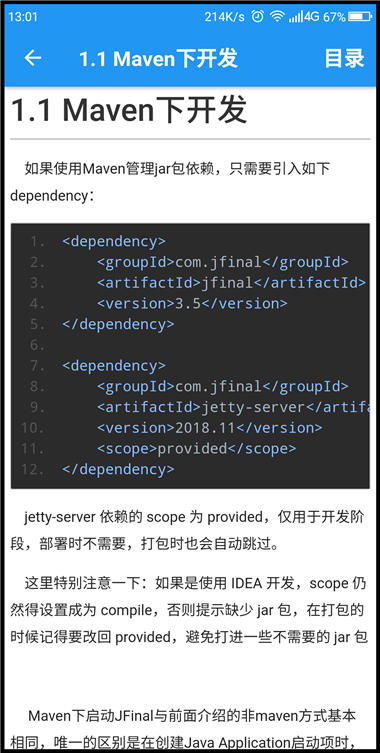 13:01 214K/s 4G 67%
1.1 Maven下开发 目录
1.1 Maven下开发
如果使用Maven管理jar包依赖，只需要引入如下
dependency：
1. <dependency>
2. <groupId>com.jfinal</groupId>
3. <artifactId>jfinal</artifactId>
4. <version>3.5</version>
5. </dependency>
6.
7. <dependency>
8. <groupId>com.jfinal</groupId>
9. <artifactId>jetty-server</artifa
10. <version>2018.11</version>
11. <scope>provided</scope>
12. </dependency>
jetty-server 依赖的 scope 为 provided，仅用于开发阶
段，部署时不需要，打包时也会自动跳过。
这里特别注意一下：如果是使用 IDEA 开发，scope 仍
然得设置成为 compile，否则提示缺少 jar 包，在打包的
时候记得要改回 provided，避免打进一些不需要的 jar 包
Maven下启动JFinal与前面介绍的非maven方式基本
相同，唯一的区别是在创建Java Application启动项时，